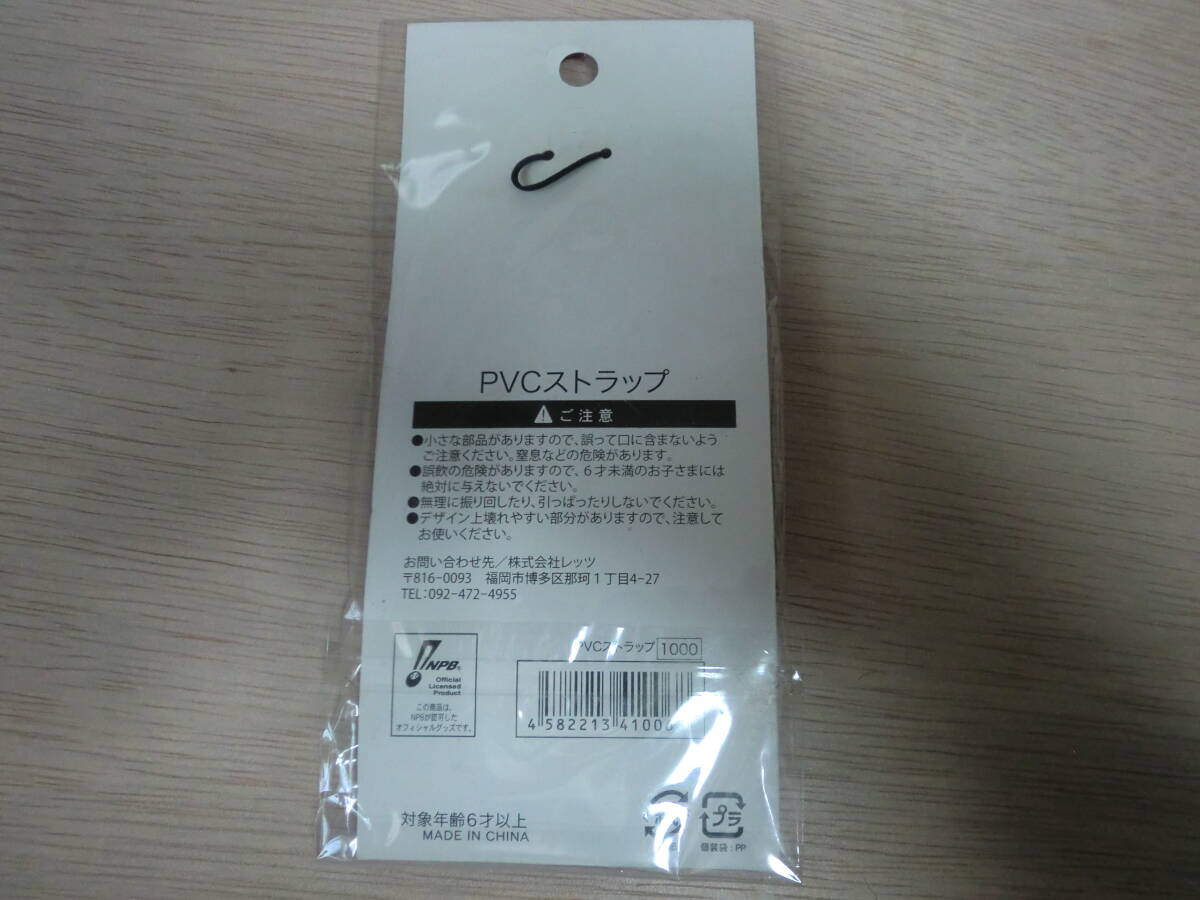 PVCストラップ
ご注意
●小さな部品がありますので、誤って口に含まないよう
ご注意ください。窒息などの危険があります。
●誤飲の危険がありますので、6才未満のお子さまには
絶対に与えないでください。
●無理に振り回したり、引っぱったりしないでください。
●デザイン上壊れやすい部分がありますので、注意して
お使いください。
お問い合わせ先／株式会社レッツ
〒816-0093 福岡市博多区那珂1丁目4-27
TEL:092-472-4955
NPB®
Official
Licensed
Product
この商品は、
NPBが認可した
オフィシャルグッズです。
PVCストラップ 1000
4 582213 4100
対象年齢6才以上
MADE IN CHINA
プラ
個装袋:PP